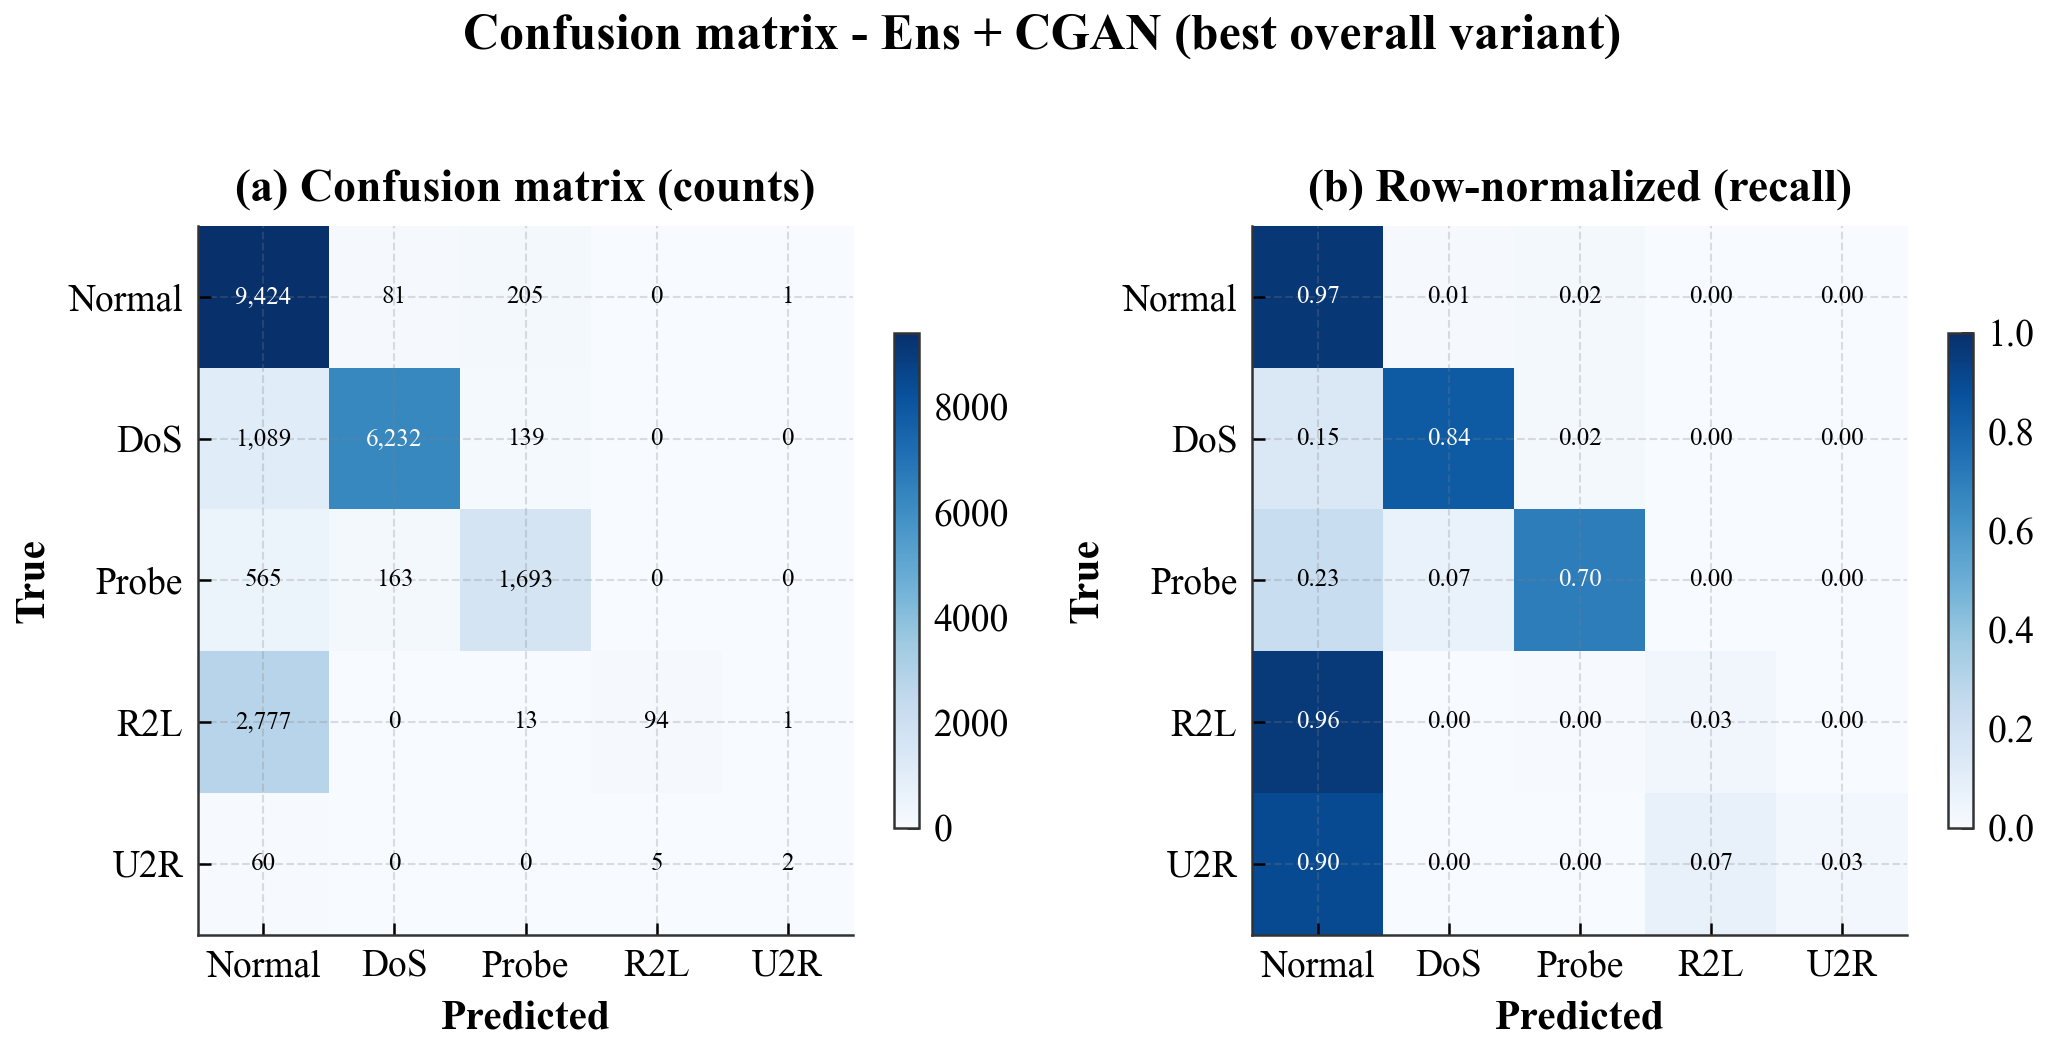 Confusion matrix - Ens + CGAN (best overall variant)
(a) Confusion matrix (counts)
True
Normal 9,424 81 205 0 1
DoS 1,089 6,232 139 0 0
Probe 565 163 1,693 0 0
R2L 2,777 0 13 94 1
U2R 60 0 0 5 2
Normal DoS Probe R2L U2R
Predicted
8000
6000
4000
2000
0
(b) Row-normalized (recall)
True
Normal 0.97 0.01 0.02 0.00 0.00
DoS 0.15 0.84 0.02 0.00 0.00
Probe 0.23 0.07 0.70 0.00 0.00
R2L 0.96 0.00 0.00 0.03 0.00
U2R 0.90 0.00 0.00 0.07 0.03
Normal DoS Probe R2L U2R
Predicted
1.0
0.8
0.6
0.4
0.2
0.0